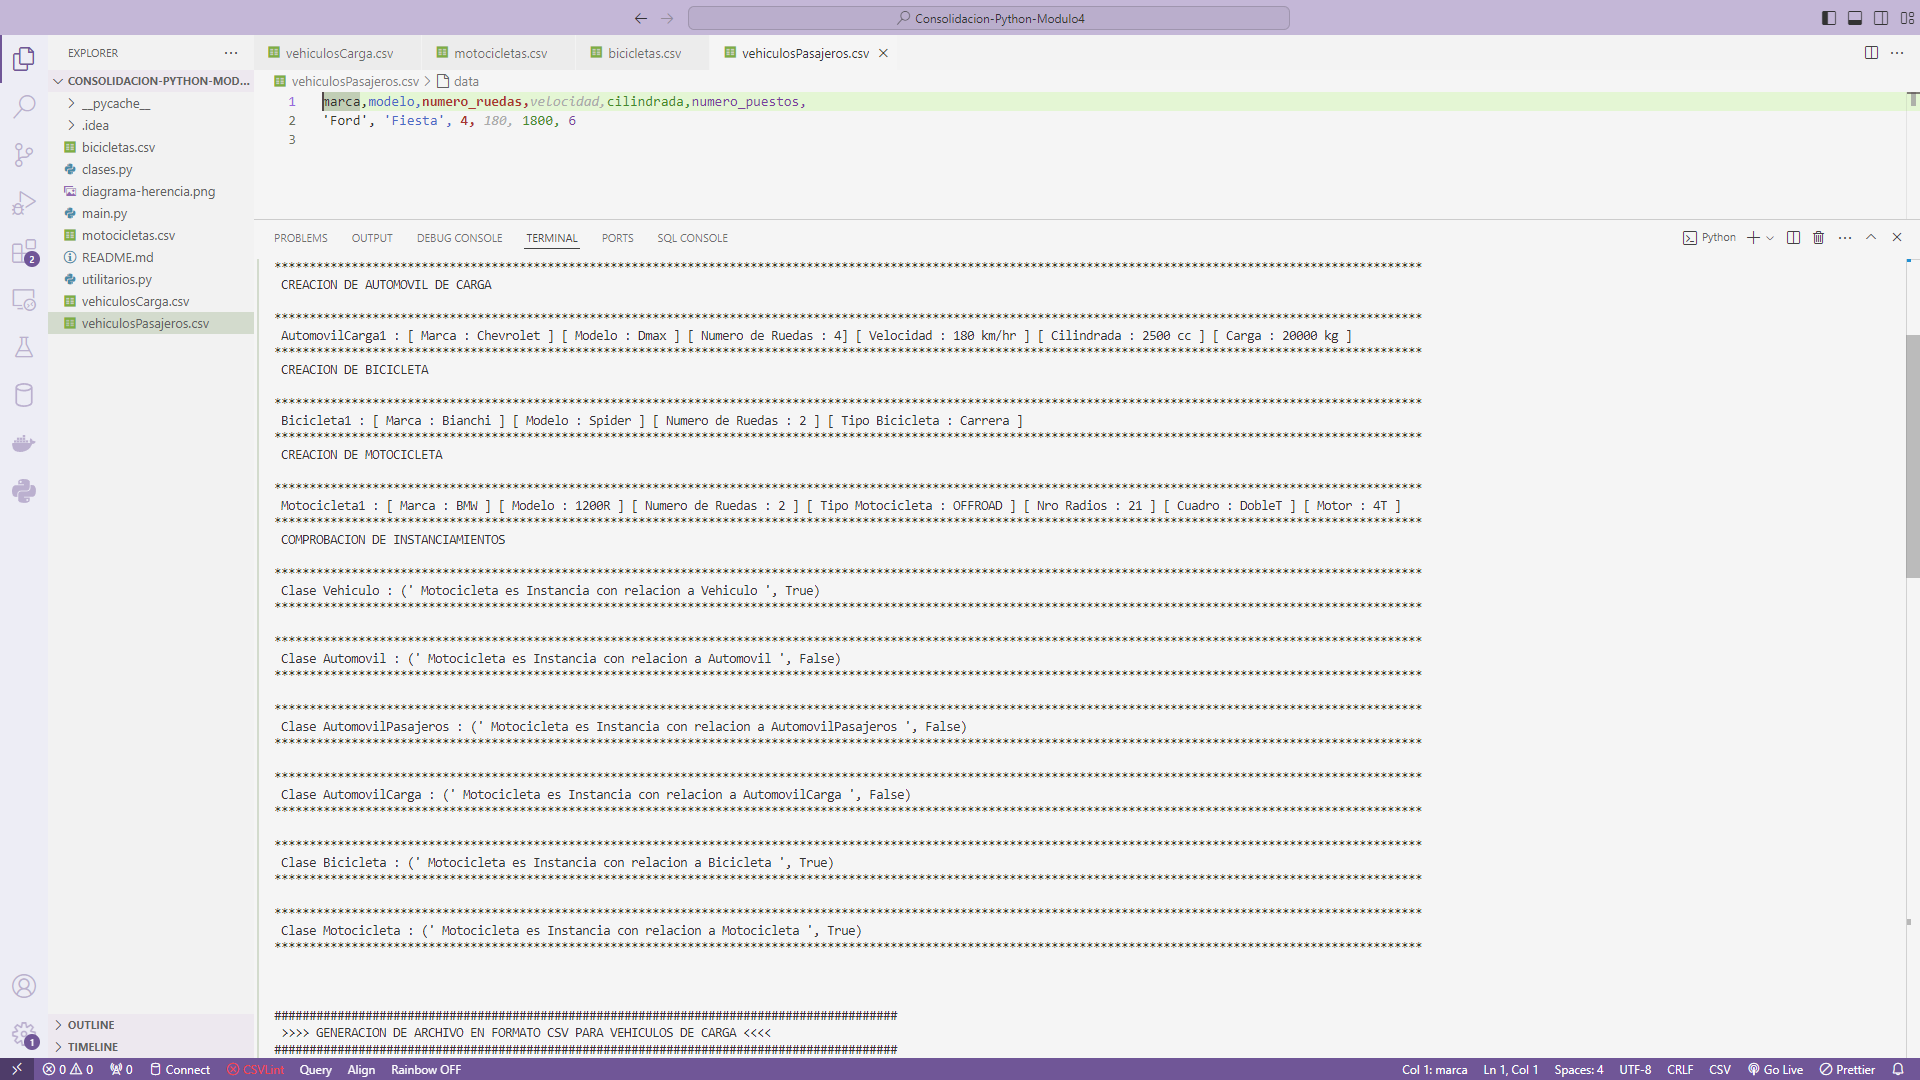 Consolidacion-Python-Modulo4
EXPLORER
CONSOLIDACION-PYTHON-MOD...
__pycache__
.idea
bicicletas.csv
clases.py
diagrama-herencia.png
main.py
motocicletas.csv
README.md
utilitarios.py
vehiculosCarga.csv
vehiculosPasajeros.csv
OUTLINE
TIMELINE
2
1
vehiculosCarga.csv
motocicletas.csv
bicicletas.csv
vehiculosPasajeros.csv
vehiculosPasajeros.csv > data
1 marca,modelo,numero_ruedas,velocidad,cilindrada,numero_puestos,
2 'Ford', 'Fiesta', 4, 180, 1800, 6
3
PROBLEMS OUTPUT DEBUG CONSOLE TERMINAL PORTS SQL CONSOLE
Python
CREACION DE AUTOMOVIL DE CARGA
AutomovilCarga1 : [ Marca : Chevrolet ] [ Modelo : Dmax ] [ Numero de Ruedas : 4] [ Velocidad : 180 km/hr ] [ Cilindrada : 2500 cc ] [ Carga : 20000 kg ]
CREACION DE BICICLETA
Bicicleta1 : [ Marca : Bianchi ] [ Modelo : Spider ] [ Numero de Ruedas : 2 ] [ Tipo Bicicleta : Carrera ]
CREACION DE MOTOCICLETA
Motocicleta1 : [ Marca : BMW ] [ Modelo : 1200R ] [ Numero de Ruedas : 2 ] [ Tipo Motocicleta : OFFROAD ] [ Nro Radios : 21 ] [ Cuadro : DobleT ] [ Motor : 4T ]
COMPROBACION DE INSTANCIAMIENTOS
Clase Vehiculo : (' Motocicleta es Instancia con relacion a Vehiculo ', True)
Clase Automovil : (' Motocicleta es Instancia con relacion a Automovil ', False)
Clase AutomovilPasajeros : (' Motocicleta es Instancia con relacion a AutomovilPasajeros ', False)
Clase AutomovilCarga : (' Motocicleta es Instancia con relacion a AutomovilCarga ', False)
Clase Bicicleta : (' Motocicleta es Instancia con relacion a Bicicleta ', True)
Clase Motocicleta : (' Motocicleta es Instancia con relacion a Motocicleta ', True)
>>>> GENERACION DE ARCHIVO EN FORMATO CSV PARA VEHICULOS DE CARGA <<<<
0 0 0 Connect CSVLint Query Align Rainbow OFF
Col 1: marca Ln 1, Col 1 Spaces: 4 UTF-8 CRLF CSV Go Live Prettier